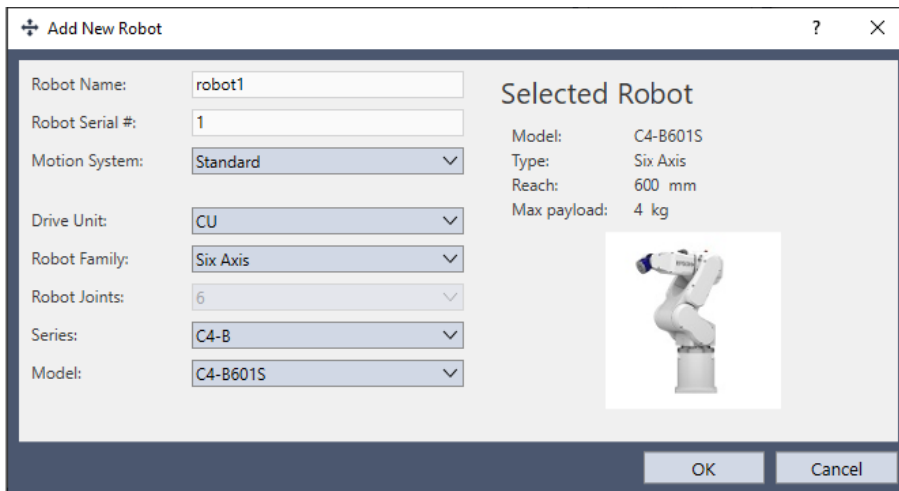 Add New Robot
?
Robot Name:
robot1
Robot Serial #:
1
Motion System:
Standard
Drive Unit:
CU
Robot Family:
Six Axis
Robot Joints:
6
Series:
C4-B
Model:
C4-B601S
Selected Robot
Model: C4-B601S
Type: Six Axis
Reach: 600 mm
Max payload: 4 kg
EPSON
OK
Cancel